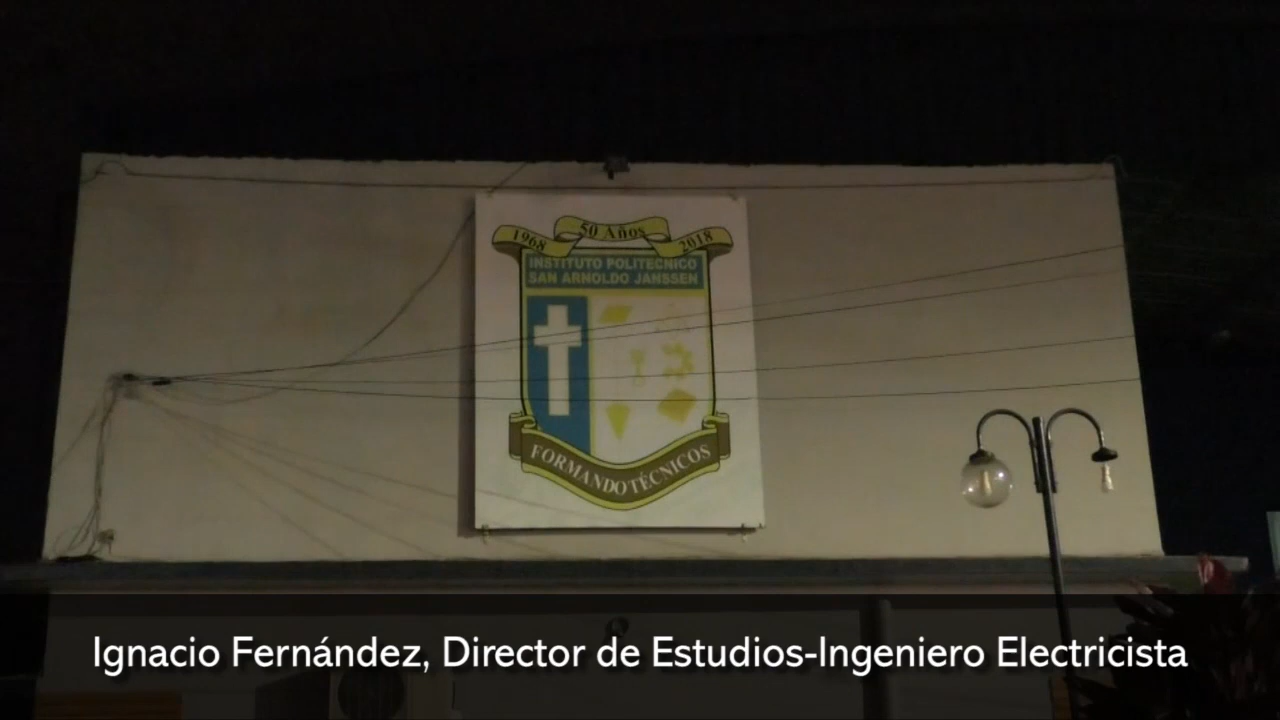 50 Años
1968 2018
INSTITUTO POLITECNICO
SAN ARNOLDO JANSSEN
FORMANDO TÉCNICOS
Ignacio Fernández, Director de Estudios-Ingeniero Electricista